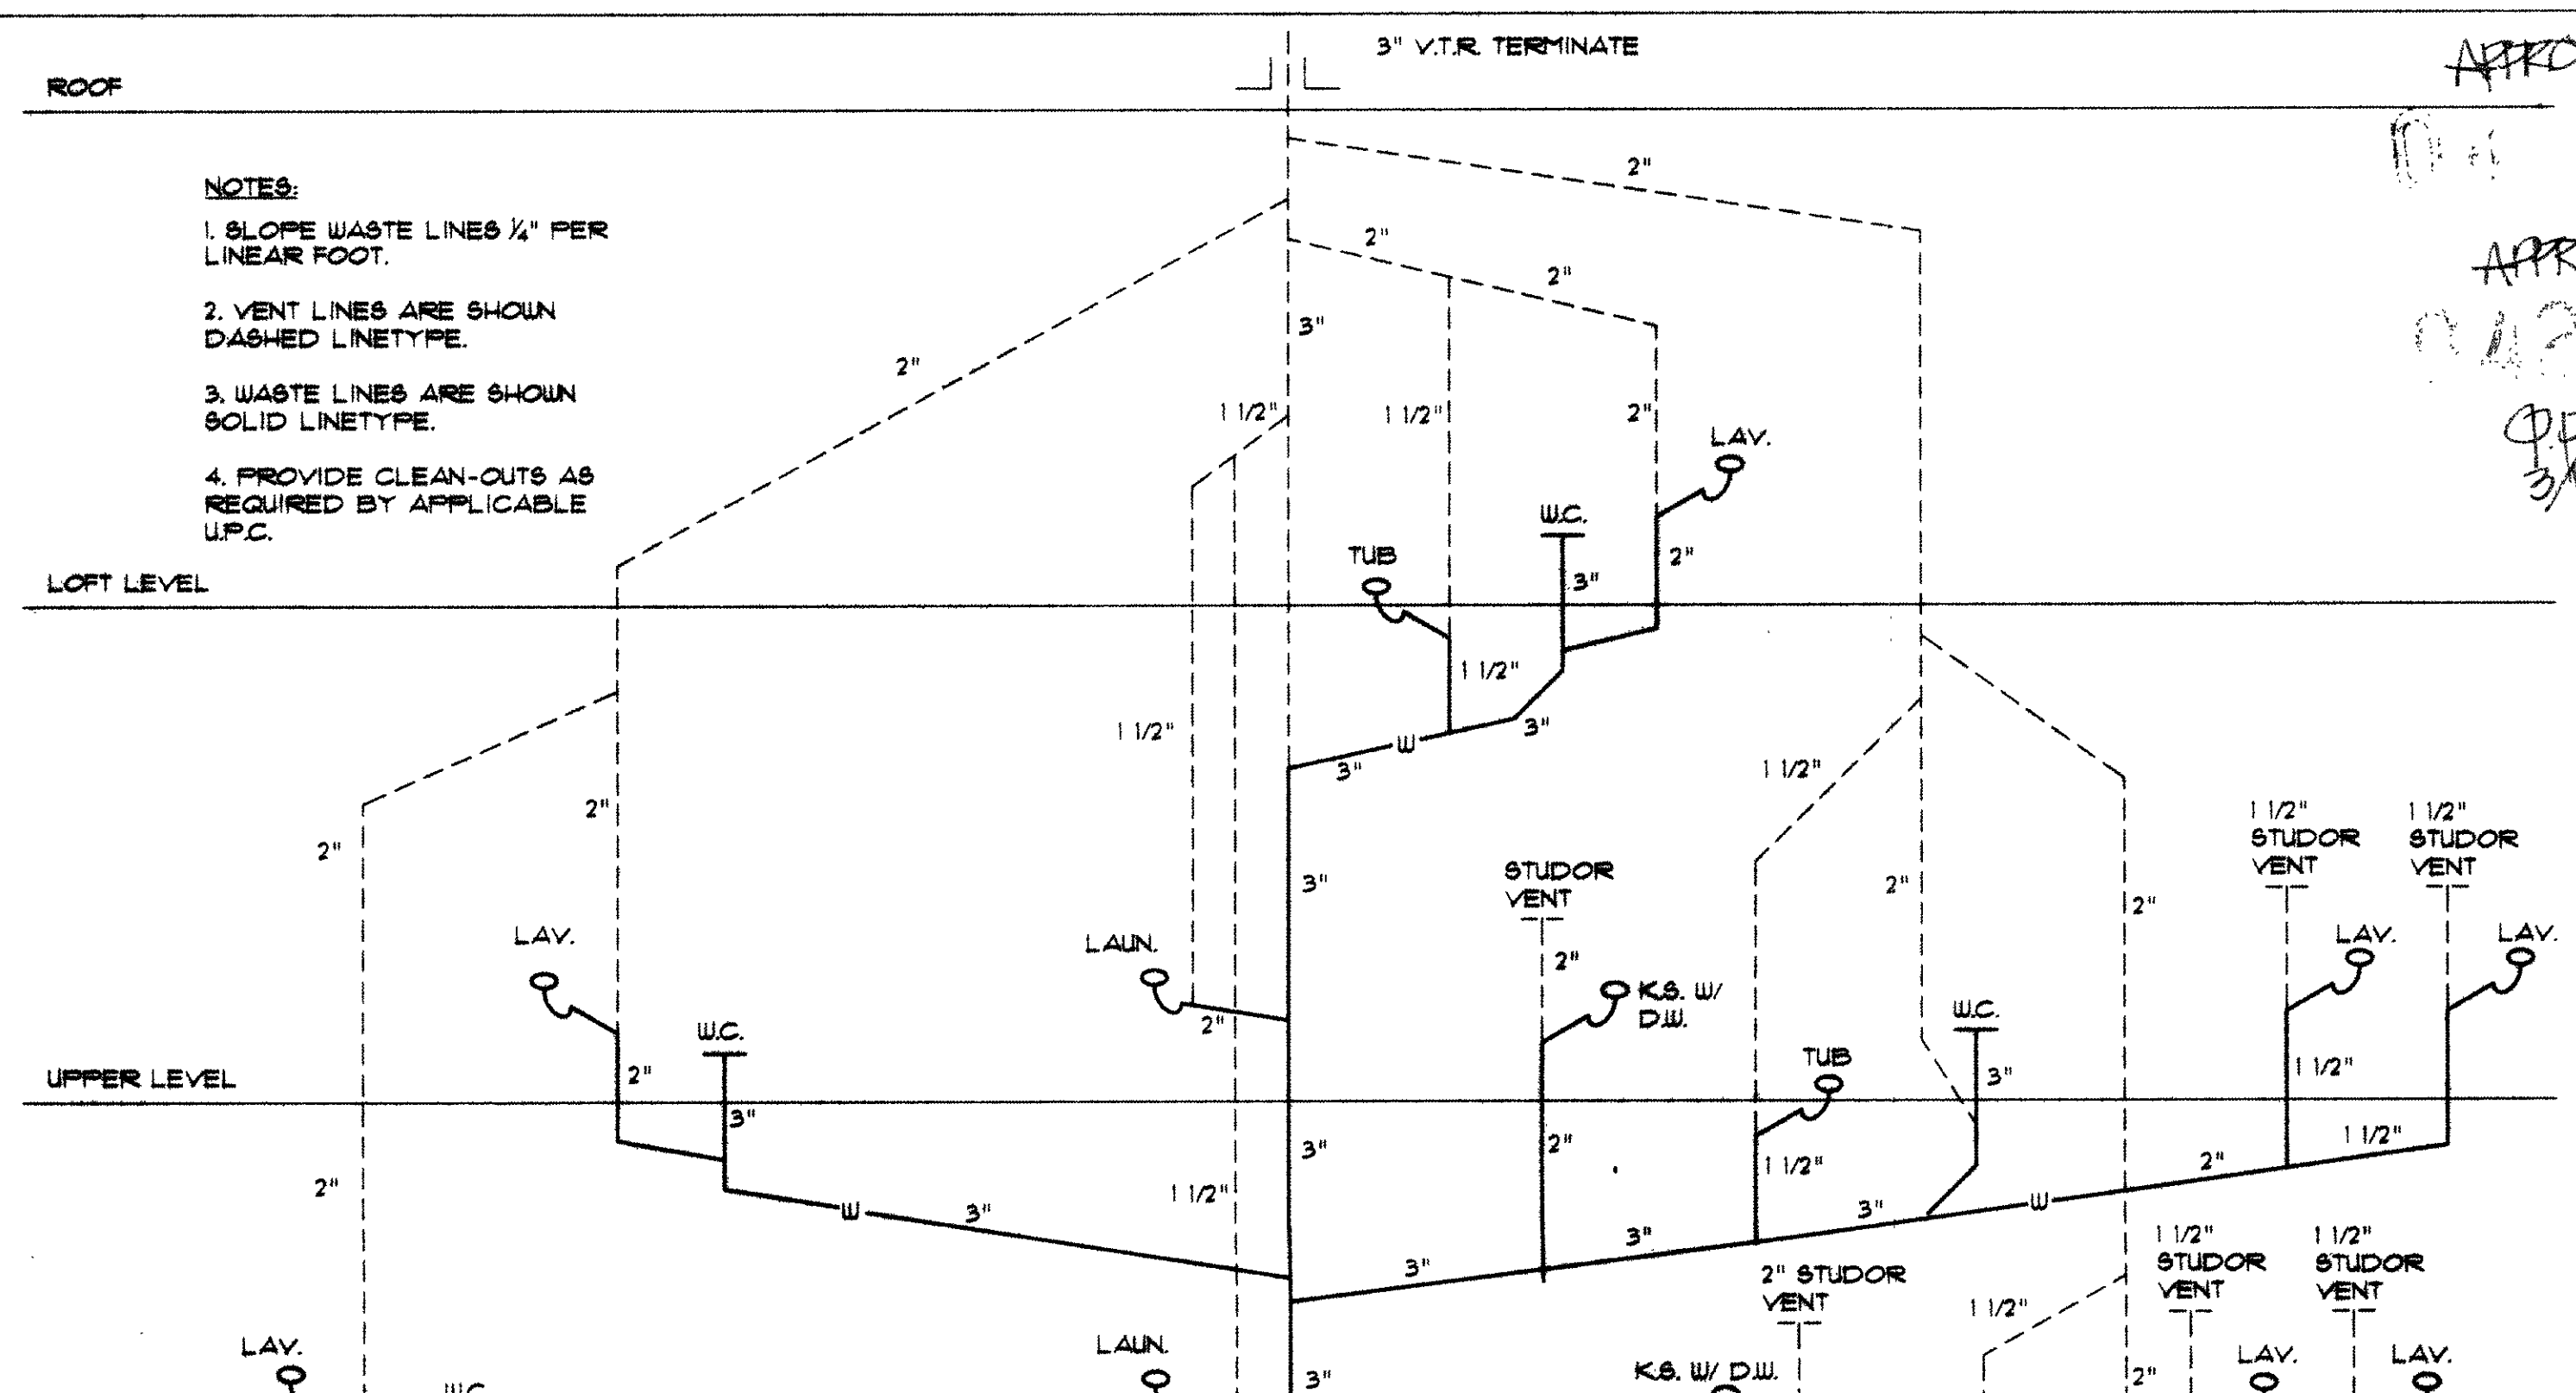 3" V.T.R. TERMINATE
ROOF
NOTES:
1. SLOPE WASTE LINES ¼" PER
LINEAR FOOT.
2. VENT LINES ARE SHOWN
DASHED LINETYPE.
3. WASTE LINES ARE SHOWN
SOLID LINETYPE.
4. PROVIDE CLEAN-OUTS AS
REQUIRED BY APPLICABLE
U.P.C.
2"
2"
2"
3"
2"
1 1/2"
1 1/2"
2"
LAV.
W.C.
TUB
2"
3"
LOFT LEVEL
1 1/2"
3"
W
3"
1 1/2"
1 1/2"
2"
2"
3"
2"
2"
STUDOR
VENT
2"
1 1/2"
STUDOR
VENT
1 1/2"
STUDOR
VENT
LAV.
LAUN.
K.S. W/
D.W.
LAV.
LAV.
W.C.
2"
W.C.
TUB
UPPER LEVEL
2"
3"
3"
1 1/2"
3"
2"
1 1/2"
1 1/2"
2"
2"
1 1/2"
W
3"
3"
3"
3"
W
2" STUDOR
VENT
1 1/2"
1 1/2"
STUDOR
VENT
1 1/2"
STUDOR
VENT
LAV.
LAUN.
3"
K.S. W/ D.W.
2"
LAV.
LAV.
W.C.